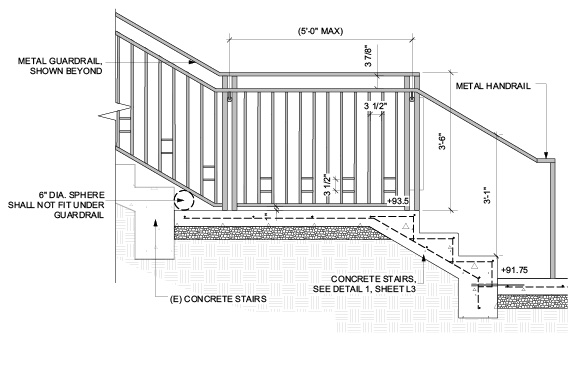 (5'-0" MAX)
3 7/8"
METAL GUARDRAIL,
SHOWN BEYOND
METAL HANDRAIL
3 1/2"
3'-6"
3 1/2"
3'-1"
6" DIA. SPHERE
SHALL NOT FIT UNDER
GUARDRAIL
+93.5
+91.75
CONCRETE STAIRS,
SEE DETAIL 1, SHEET L3
(E) CONCRETE STAIRS